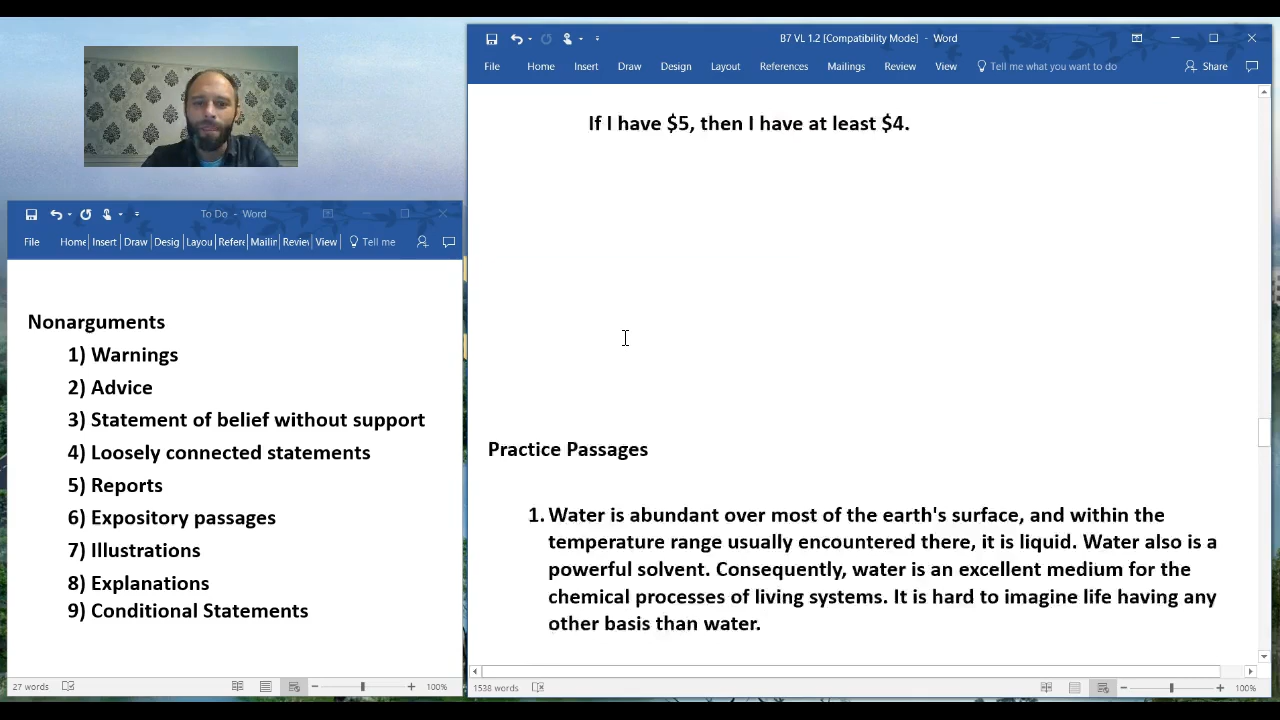 B7 VL 1.2 [Compatibility Mode] - Word
File Home Insert Draw Design Layout References Mailings Review View Tell me what you want to do Share
If I have $5, then I have at least $4.
To Do - Word
File Home Insert Draw Desig Layou Refere Mailin Review View Tell me
Nonarguments
1) Warnings
2) Advice
3) Statement of belief without support
4) Loosely connected statements
5) Reports
6) Expository passages
7) Illustrations
8) Explanations
9) Conditional Statements
27 words 100%
Practice Passages
1. Water is abundant over most of the earth's surface, and within the
temperature range usually encountered there, it is liquid. Water also is a
powerful solvent. Consequently, water is an excellent medium for the
chemical processes of living systems. It is hard to imagine life having any
other basis than water.
1538 words 100%